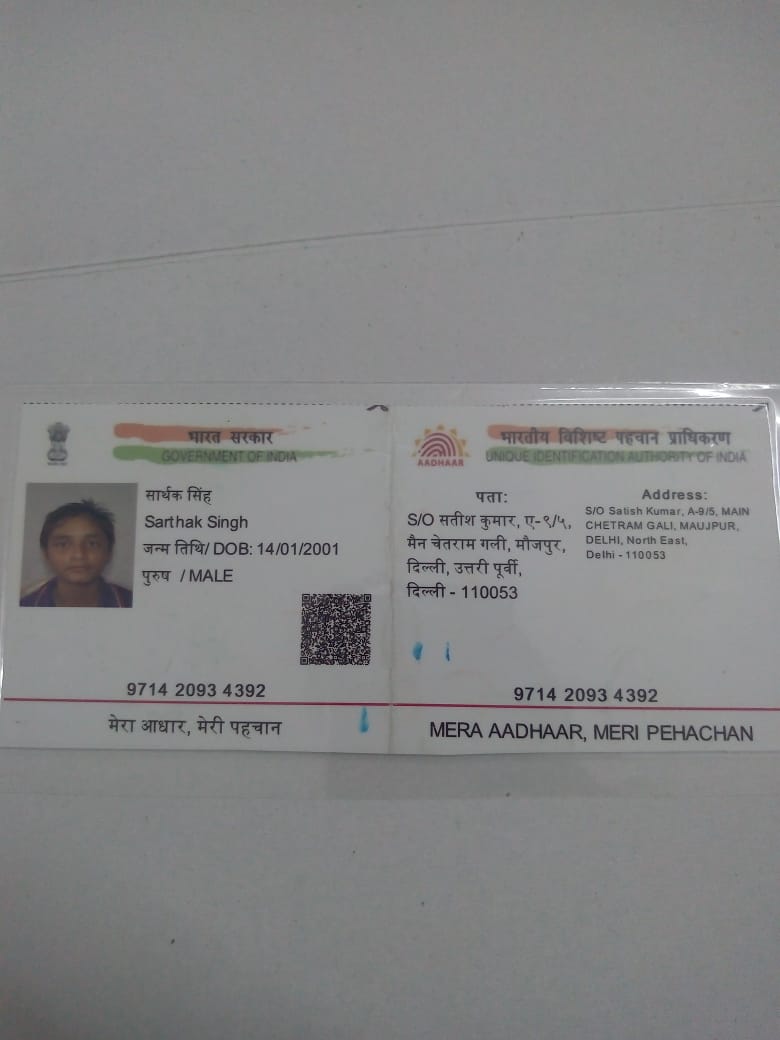 भारत सरकार
GOVERNMENT OF INDIA
सार्थक सिंह
Sarthak Singh
जन्म तिथि/ DOB: 14/01/2001
पुरुष / MALE
9714 2093 4392
मेरा आधार, मेरी पहचान
AADHAAR
भारतीय विशिष्ट पहचान प्राधिकरण
UNIQUE IDENTIFICATION AUTHORITY OF INDIA
पता:
S/O सतीश कुमार, ए-९/५,
मैन चेतराम गली, मौजपुर,
दिल्ली, उत्तरी पूर्वी,
दिल्ली - 110053
Address:
S/O Satish Kumar, A-9/5, MAIN
CHETRAM GALI, MAUJPUR,
DELHI, North East,
Delhi - 110053
9714 2093 4392
MERA AADHAAR, MERI PEHACHAN